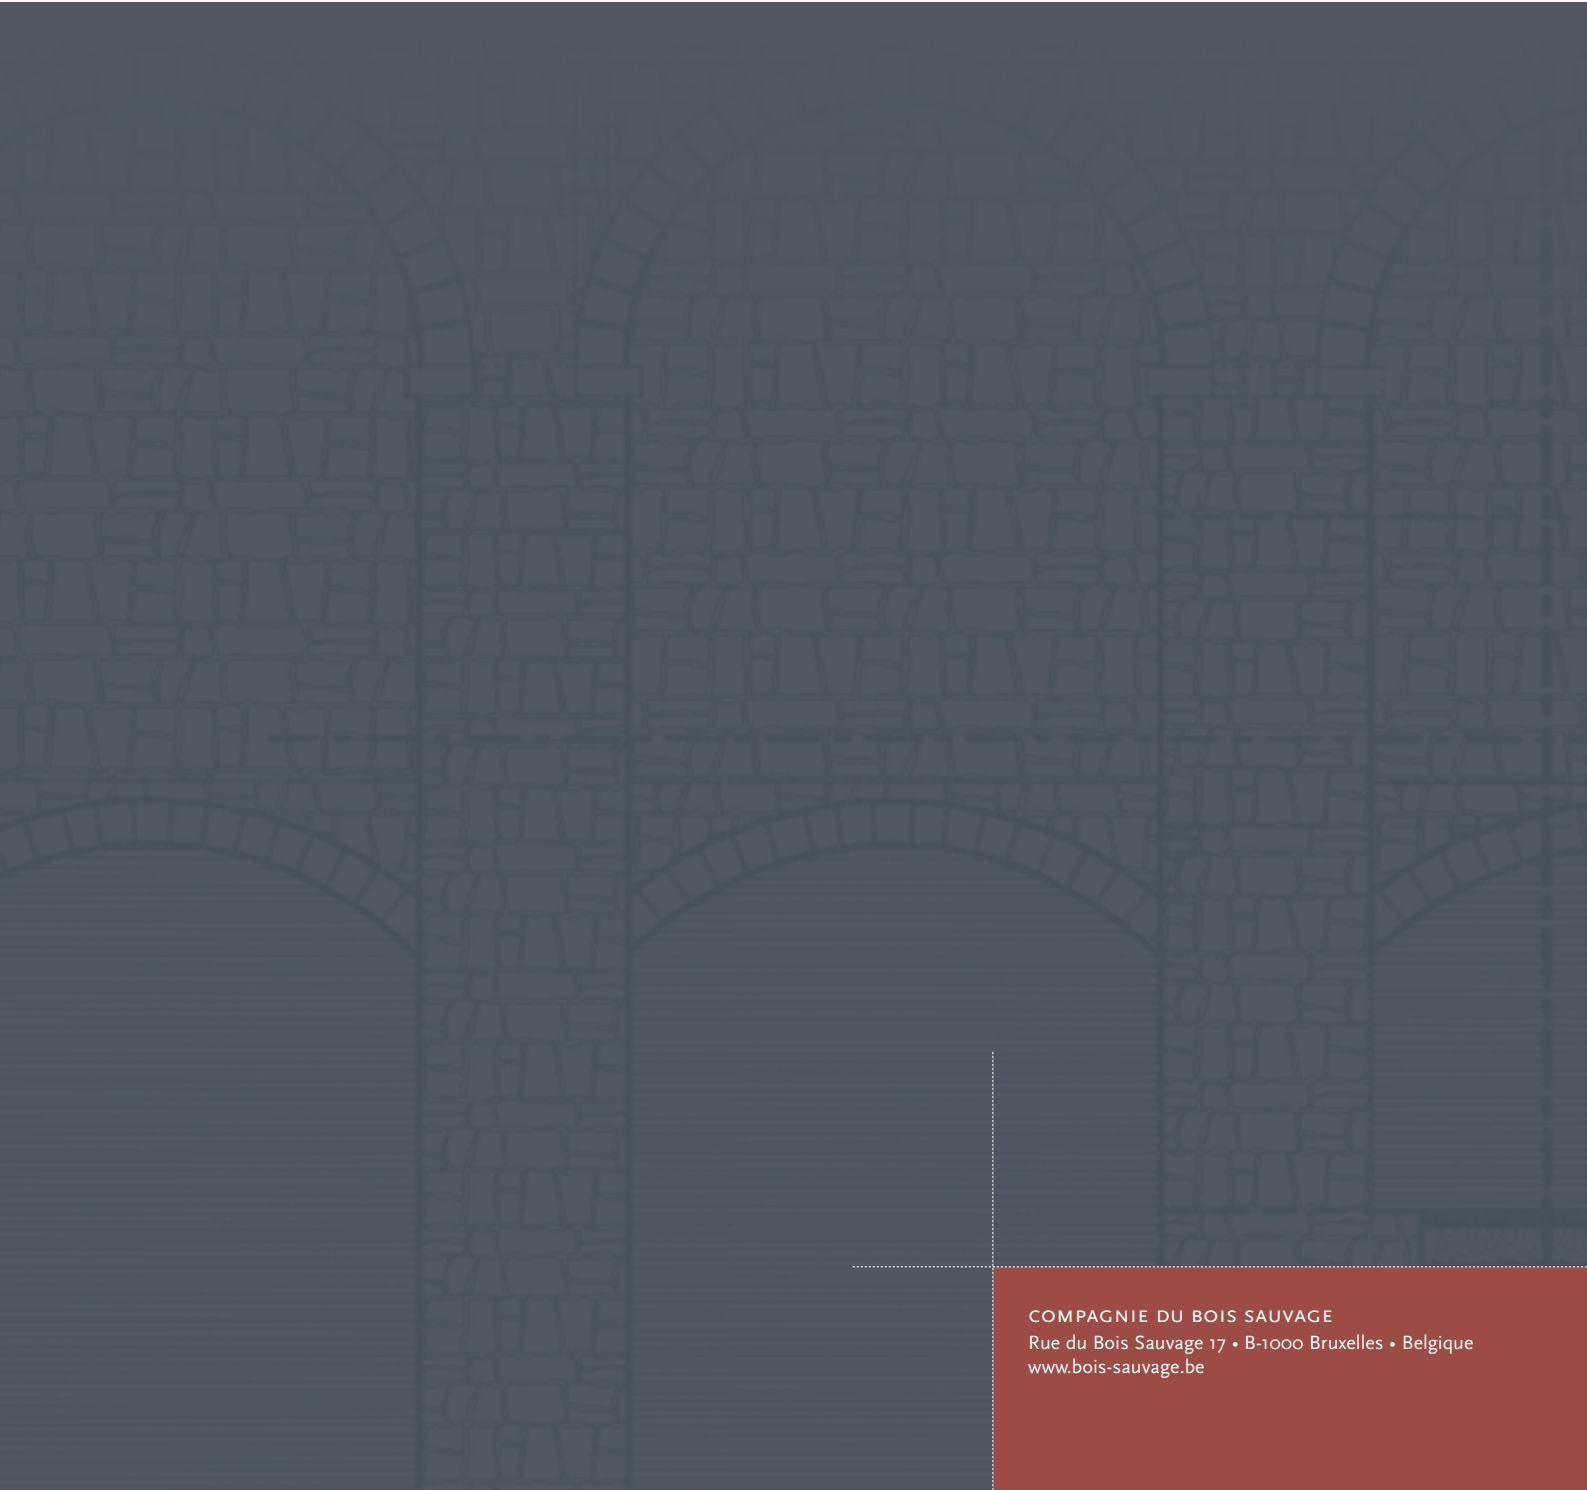 COMPAGNIE DU BOIS SAUVAGE
Rue du Bois Sauvage 17 • B-1000 Bruxelles • Belgique
www.bois-sauvage.be